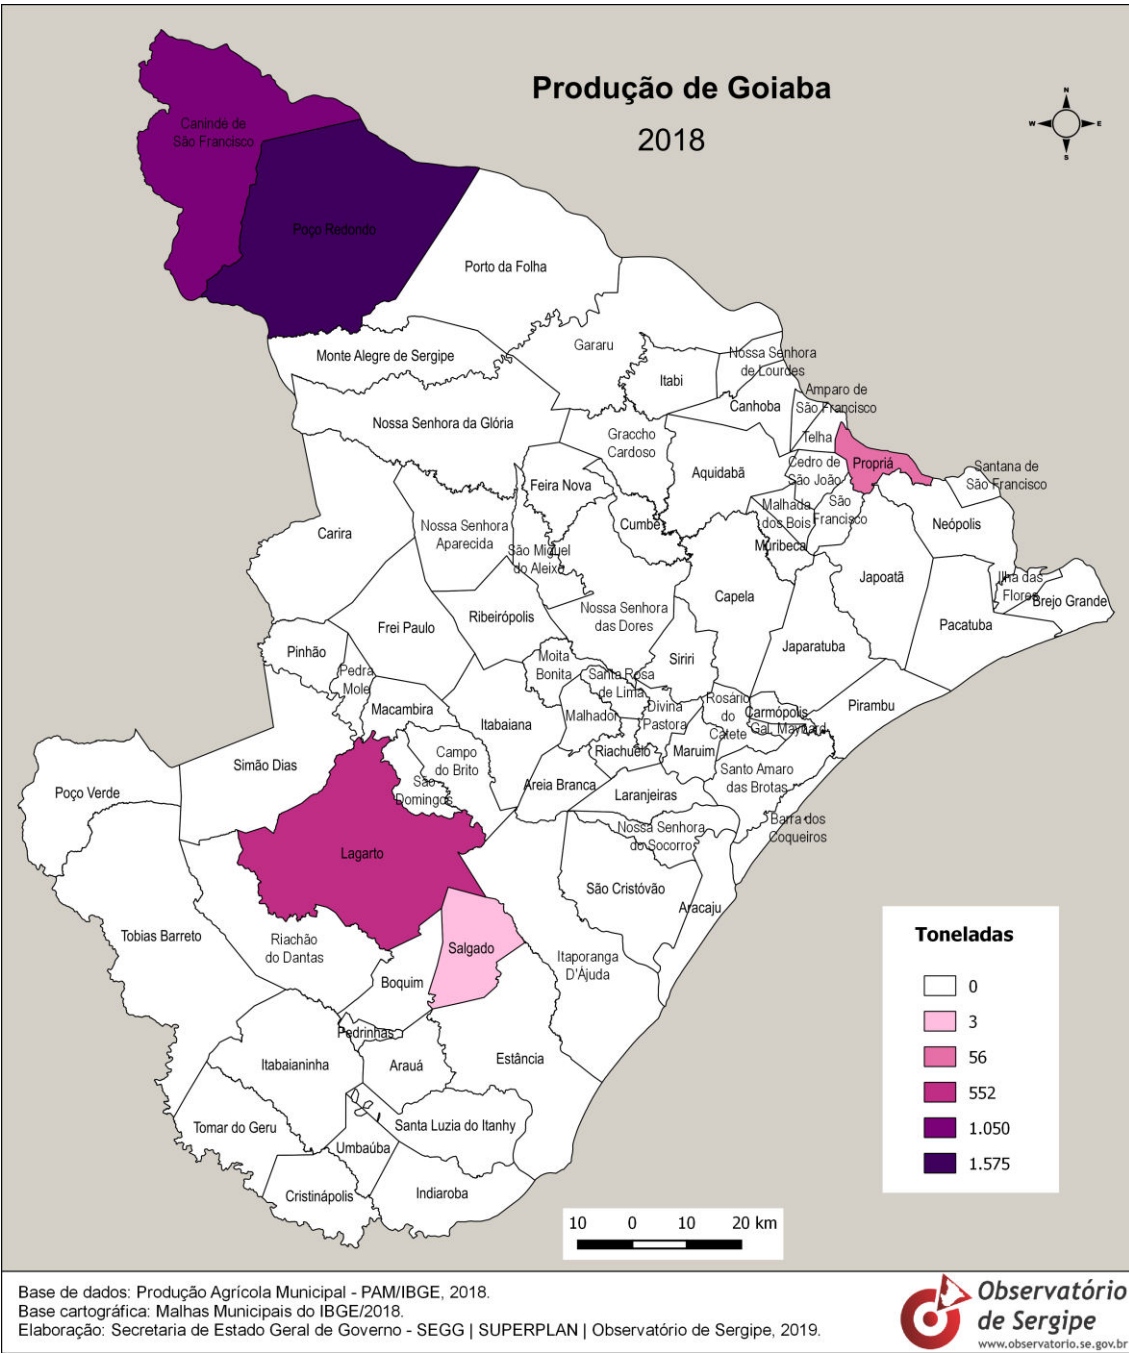 Produção de Goiaba
2018
N
W
E
S
Canindé de
São Francisco
Poço Redondo
Porto da Folha
Monte Alegre de Sergipe
Gararu
Nossa Senhora
de Lourdes
Itabi
Amparo de
São Francisco
Canhoba
Nossa Senhora da Glória
Graccho
Cardoso
Telha
Propriá
Cedro de
São João
Santana de
São Francisco
Aquidabã
Feira Nova
Malhada
dos Bois
São
Francisco
Neópolis
Carira
Nossa Senhora
Aparecida
Cumbe
São Miguel
do Aleixo
Muribeca
Japoatã
Ilha das
Flores
Brejo Grande
Capela
Nossa Senhora
das Dores
Ribeirópolis
Frei Paulo
Pacatuba
Japaratuba
Pinhão
Pedra
Mole
Moita
Bonita
Siriri
Santa Rosa
de Lima
Macambira
Itabaiana
Malhador
Divina
Pastora
Rosário
do
Catete
Carmópolis
Gal. Maynard
Pirambu
Riachuelo
Maruim
Simão Dias
Campo
do Brito
São
Domingos
Areia Branca
Laranjeiras
Santo Amaro
das Brotas
Poço Verde
Nossa Senhora
do Socorro
Barra dos
Coqueiros
Lagarto
São Cristóvão
Aracaju
Tobias Barreto
Riachão
do Dantas
Salgado
Itaporanga
D'Ájuda
Boquim
Pedrinhas
Itabaianinha
Arauá
Estância
Tomar do Geru
Santa Luzia do Itanhy
Umbaúba
Cristinápolis
Indiaroba
Toneladas
0
3
56
552
1.050
1.575
10 0 10 20 km
Base de dados: Produção Agrícola Municipal - PAM/IBGE, 2018.
Base cartográfica: Malhas Municipais do IBGE/2018.
Elaboração: Secretaria de Estado Geral de Governo - SEGG | SUPERPLAN | Observatório de Sergipe, 2019.
Observatório
de Sergipe
www.observatorio.se.gov.br